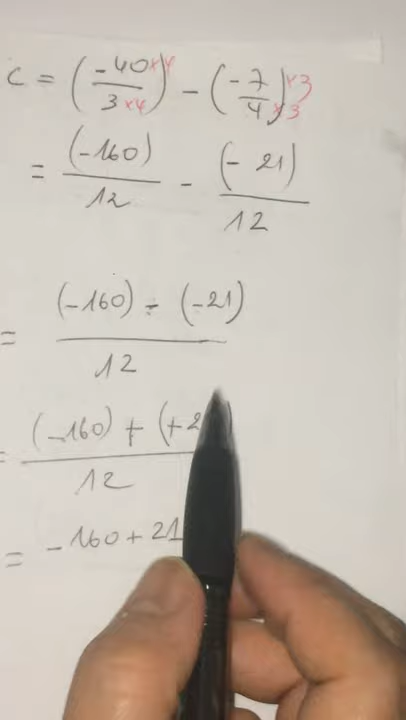 C = (-40×4/3×4) - (-7×3/4×3)
= (-160)/12 - (-21)/12
= (-160) - (-21)/12
= (-160) + (+2/12
= -160 + 21